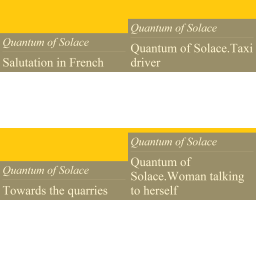 Quantum of Solace
Salutation in French
Quantum of Solace
Quantum of Solace.Taxi
driver
Quantum of Solace
Towards the quarries
Quantum of Solace
Quantum of
Solace.Woman talking
to herself